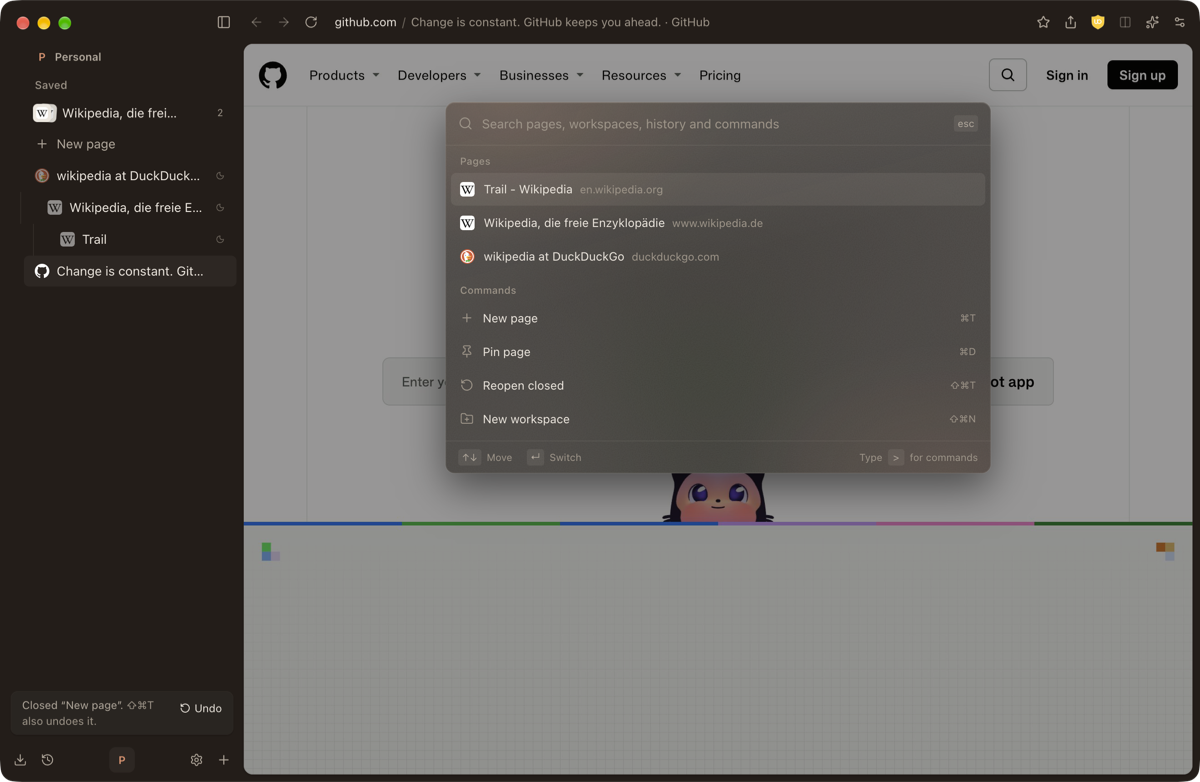 github.com / Change is constant. GitHub keeps you ahead. · GitHub
P Personal
Saved
W Wikipedia, die frei... 2
+ New page
wikipedia at DuckDuck...
W Wikipedia, die freie E...
W Trail
Change is constant. Git...
Closed “New page”. ⇧⌘T
also undoes it.
Undo
P
Products
Developers
Businesses
Resources
Pricing
Sign in
Sign up
Search pages, workspaces, history and commands
esc
Pages
W Trail - Wikipedia en.wikipedia.org
W Wikipedia, die freie Enzyklopädie www.wikipedia.de
wikipedia at DuckDuckGo duckduckgo.com
Commands
+ New page ⌘T
Pin page ⌘D
Reopen closed ⇧⌘T
New workspace ⇧⌘N
↑↓ Move ↵ Switch Type > for commands
Enter y
ot app